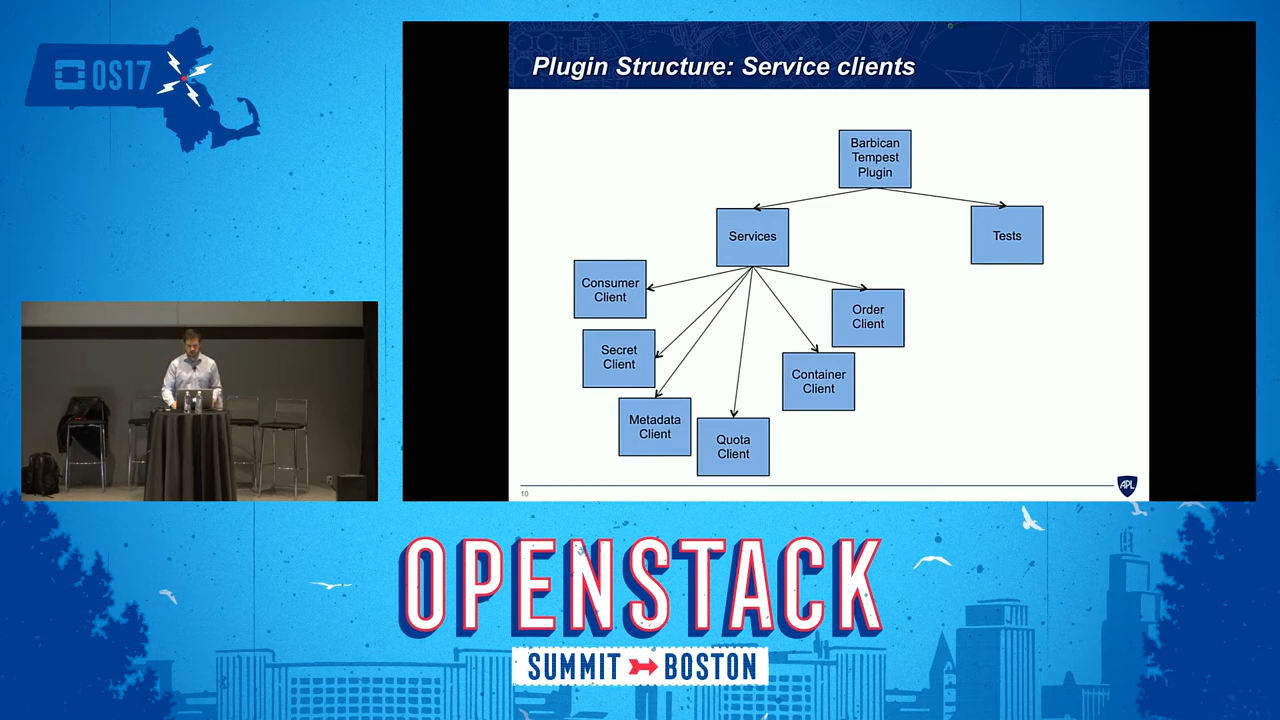 OS17
Plugin Structure: Service clients
Barbican
Tempest
Plugin
Services
Tests
Consumer
Client
Order
Client
Secret
Client
Container
Client
Metadata
Client
Quota
Client
10
APL
OPENSTACK
SUMMIT BOSTON